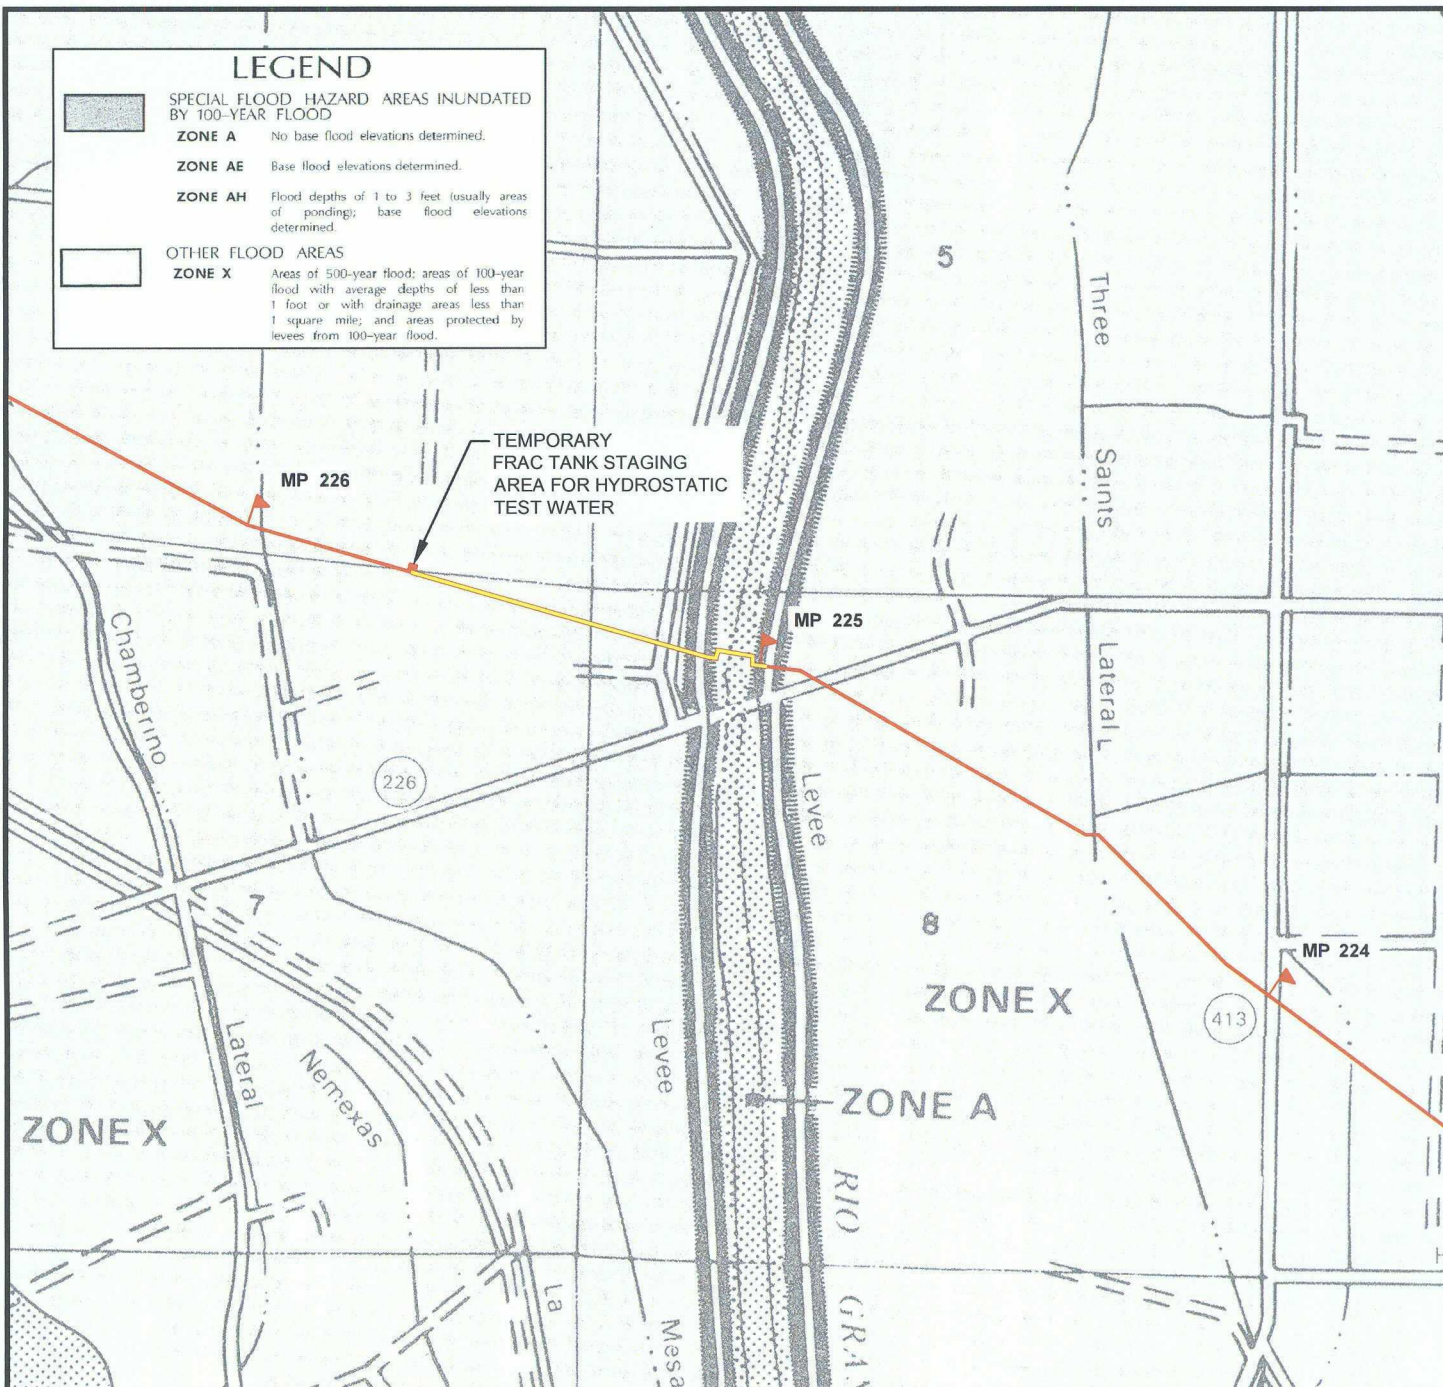 LEGEND
SPECIAL FLOOD HAZARD AREAS INUNDATED
BY 100-YEAR FLOOD
ZONE A No base flood elevations determined.
ZONE AE Base flood elevations determined.
ZONE AH Flood depths of 1 to 3 feet (usually areas
of ponding); base flood elevations
determined.
OTHER FLOOD AREAS
ZONE X Areas of 500-year flood; areas of 100-year
flood with average depths of less than
1 foot or with drainage areas less than
1 square mile; and areas protected by
levees from 100-year flood.
5
Three
Saints
Lateral
TEMPORARY
FRAC TANK STAGING
AREA FOR HYDROSTATIC
TEST WATER
MP 226
MP 225
Chamberino
Lateral
226
Levee
7
8
MP 224
ZONE X
413
Levee
Nemexas
ZONE A
ZONE X
RIO
GRAN
La
Mesa
H